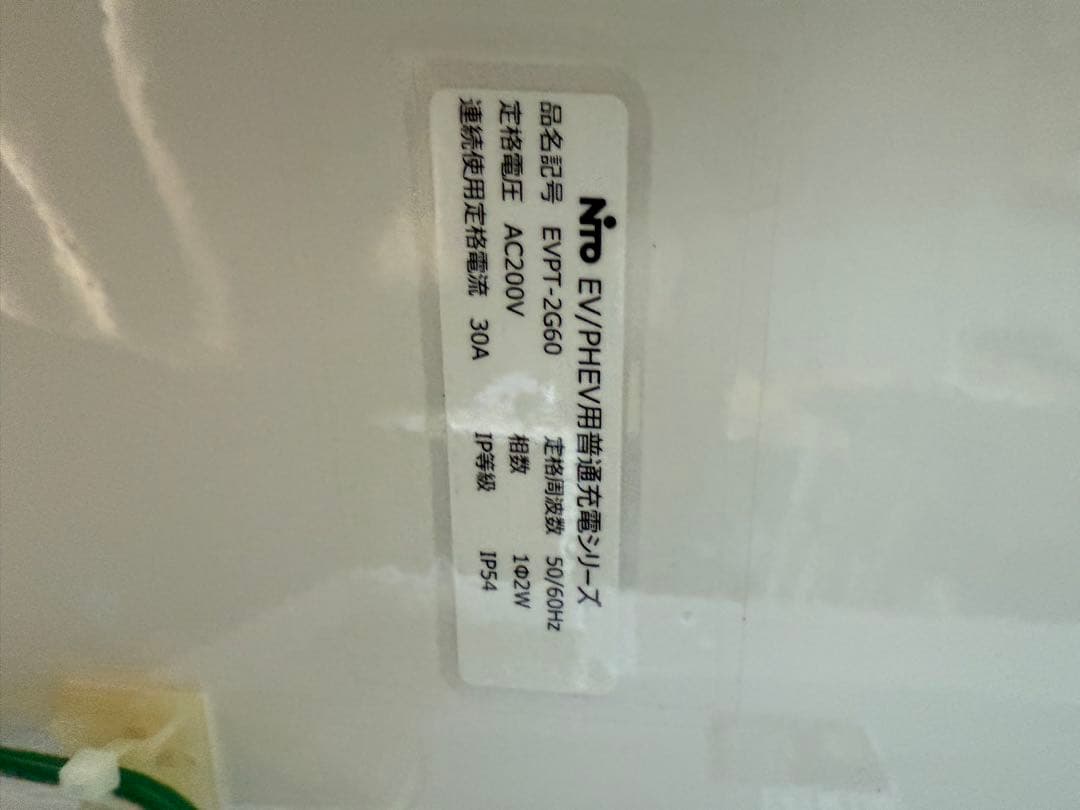 NITO EV/PHEV用普通充電シリーズ
品名記号 EVPT-2G60 定格周波数 50/60Hz
定格電圧 AC200V 相数 1Φ2W
連続使用定格電流 30A IP等級 IP54